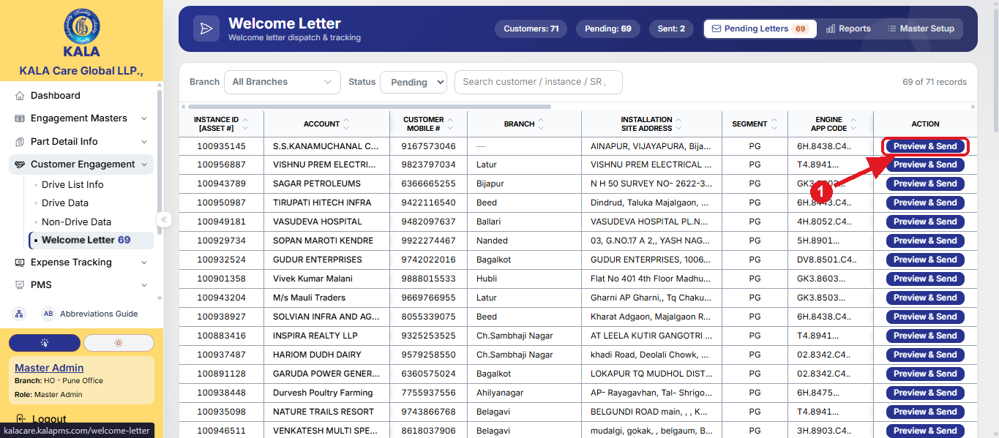 KALA
KALA Care Global LLP.,
Dashboard
Engagement Masters
Part Detail Info
Customer Engagement
Drive List Info
Drive Data
Non-Drive Data
Welcome Letter 69
Expense Tracking
PMS
AB Abbreviations Guide
Master Admin
Branch: HO - Pune Office
Role: Master Admin
Logout
kalacare.kalapms.com/welcome-letter
Welcome Letter
Welcome letter dispatch & tracking
Customers: 71 Pending: 69 Sent: 2 Pending Letters 69 Reports Master Setup
Branch All Branches Status Pending Search customer / instance / SR , 69 of 71 records
INSTANCE ID [ASSET #] ACCOUNT CUSTOMER MOBILE # BRANCH INSTALLATION SITE ADDRESS SEGMENT ENGINE APP CODE ACTION
100935145 S.S.KANAMUCHANAL C... 9167573046 — AINAPUR, VIJAYAPURA, Bija... PG 6H.8438.C4.. Preview & Send
100956887 VISHNU PREM ELECTRI... 9823797034 Latur VISHNU PREM ELECTRICAL ... PG T4.8941... Preview & Send
100943789 SAGAR PETROLEUMS 6366665255 Bijapur N H 50 SURVEY NO- 2622-3... PG Preview & Send
1
100950987 TIRUPATI HITECH INFRA 9422116540 Beed Dindrud, Taluka Majalgaon, ... PG Preview & Send
100949181 VASUDEVA HOSPITAL 9482097637 Ballari VASUDEVA HOSPITAL PL.N... PG 4H.8052.C4.. Preview & Send
100929734 SOPAN MAROTI KENDRE 9922274467 Nanded 03, G.NO.17 A 2,, YASH NAG... PG 5H.8901... Preview & Send
100932524 GUDUR ENTERPRISES 9742022016 Bagalkot GUDUR ENTERPRISES, 1006... PG DV8.8501.C4.. Preview & Send
100901358 Vivek Kumar Malani 9888015533 Hubli Flat No 401 4th Floor Madhu... PG GK3.8603... Preview & Send
100943204 M/s Mauli Traders 9669766955 Latur Gharni AP Gharni,, Tq Chaku... PG GK3.8503... Preview & Send
100938927 SOLVIAN INFRA AND AG... 8055339075 Beed Kharat Adgaon, Majalgaon R... PG 6H.8438.C4.. Preview & Send
100883416 INSPIRA REALTY LLP 9325253525 Ch.Sambhaji Nagar AT LEELA KUTIR GANGOTRI ... PG T4.8941... Preview & Send
100937487 HARIOM DUDH DAIRY 9579258550 Ch.Sambhaji Nagar khadi Road, Deolali Chowk, ... PG 02.8342.C4.. Preview & Send
100891128 GARUDA POWER GENER... 6360575024 Bagalkot LOKAPUR TQ MUDHOL DIST... PG 02.8342.C4.. Preview & Send
100938448 Durvesh Poultry Farming 7755937556 Ahilyanagar AP- Rayagavhan, Tal- Shrigo... PG 6H.8475... Preview & Send
100935098 NATURE TRAILS RESORT 9743866768 Belagavi BELGUNDI ROAD main, , , K... PG T4.8941... Preview & Send
100946511 VENKATESH MULTI SPE... 8618037906 Belagavi mudalgi, gokak, , belgaum, B... PG 3H.8903.C4.. Preview & Send